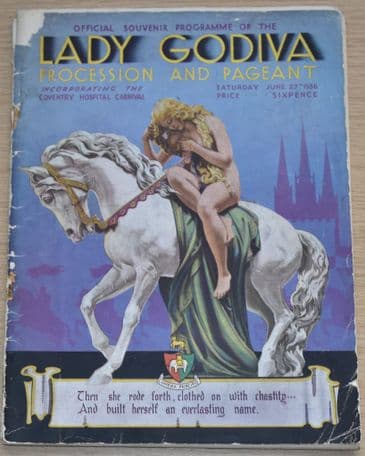 OFFICIAL SOUVENIR PROGRAMME OF THE
LADY GODIVA
PROCESSION AND PAGEANT
INCORPORATING THE
COVENTRY HOSPITAL CARNIVAL
SATURDAY JUNE 27TH 1936
PRICE SIXPENCE
Then she rode forth, clothed on with chastity...
And built herself an everlasting name.